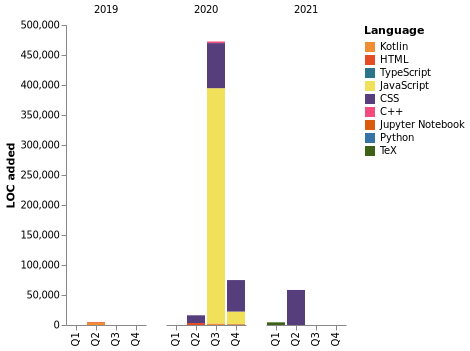 2019 2020 2021
500,000
450,000
400,000
350,000
300,000
250,000
200,000
150,000
100,000
50,000
0
LOC added
Q1 Q2 Q3 Q4 Q1 Q2 Q3 Q4 Q1 Q2 Q3 Q4
Language
Kotlin
HTML
TypeScript
JavaScript
CSS
C++
Jupyter Notebook
Python
TeX